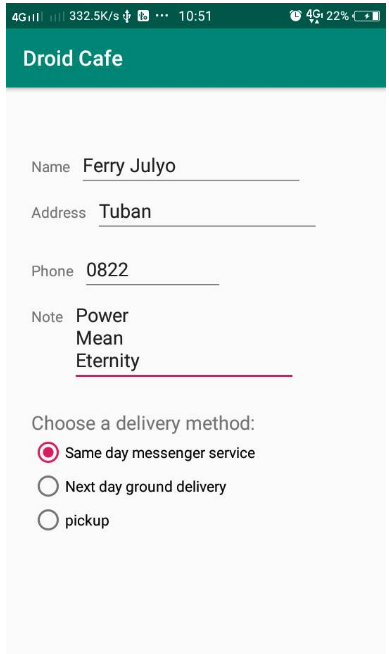 4G 332.5K/s ... 10:51 4G 22%
Droid Cafe
Name Ferry Julyo
Address Tuban
Phone 0822
Note Power
Mean
Eternity
Choose a delivery method:
Same day messenger service
Next day ground delivery
pickup